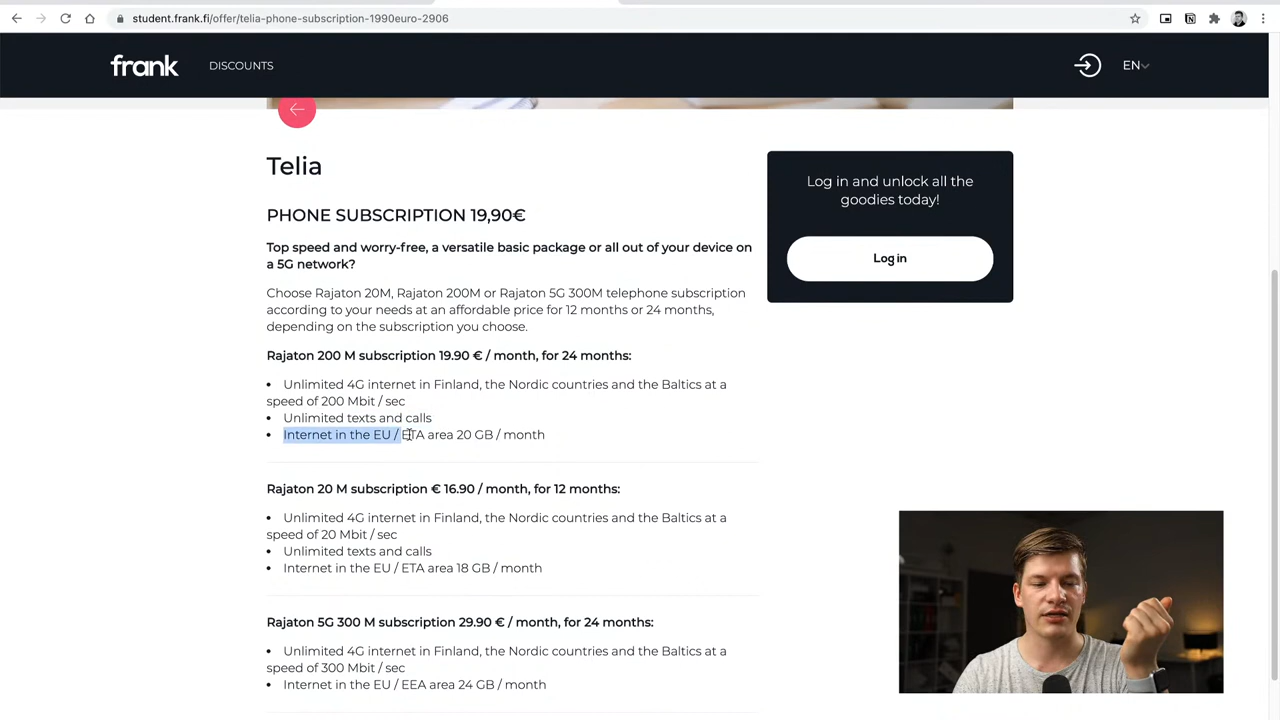 student.frank.fi/offer/telia-phone-subscription-1990euro-2906
frank
DISCOUNTS
EN
Telia
PHONE SUBSCRIPTION 19,90€
Top speed and worry-free, a versatile basic package or all out of your device on
a 5G network?
Choose Rajaton 20M, Rajaton 200M or Rajaton 5G 300M telephone subscription
according to your needs at an affordable price for 12 months or 24 months,
depending on the subscription you choose.
Rajaton 200 M subscription 19.90 € / month, for 24 months:
• Unlimited 4G internet in Finland, the Nordic countries and the Baltics at a
speed of 200 Mbit / sec
• Unlimited texts and calls
• Internet in the EU / ETA area 20 GB / month
Rajaton 20 M subscription € 16.90 / month, for 12 months:
• Unlimited 4G internet in Finland, the Nordic countries and the Baltics at a
speed of 20 Mbit / sec
• Unlimited texts and calls
• Internet in the EU / ETA area 18 GB / month
Rajaton 5G 300 M subscription 29.90 € / month, for 24 months:
• Unlimited 4G internet in Finland, the Nordic countries and the Baltics at a
speed of 300 Mbit / sec
• Internet in the EU / EEA area 24 GB / month
Log in and unlock all the
goodies today!
Log in